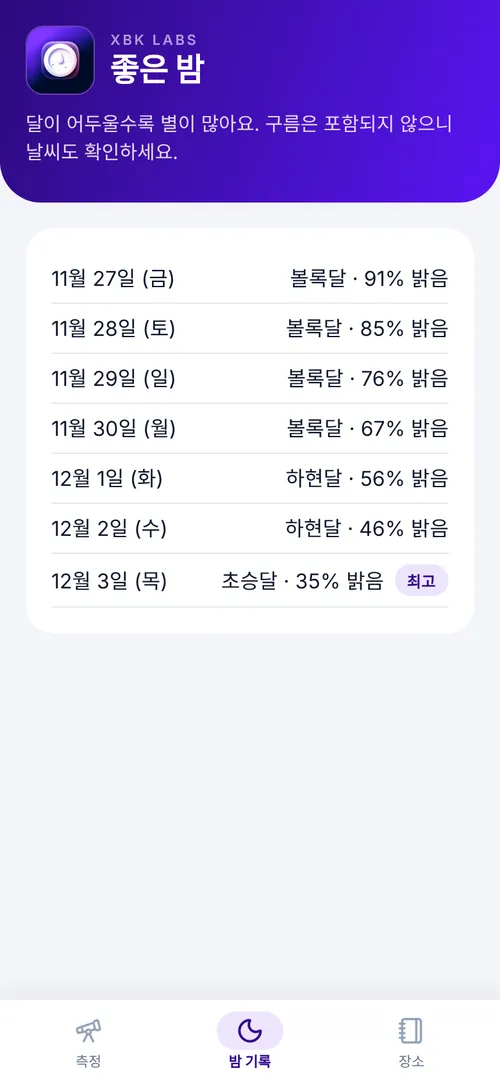 XBK LABS
좋은 밤
달이 어두울수록 별이 많아요. 구름은 포함되지 않으니
날씨도 확인하세요.
11월 27일 (금) 볼록달 · 91% 밝음
11월 28일 (토) 볼록달 · 85% 밝음
11월 29일 (일) 볼록달 · 76% 밝음
11월 30일 (월) 볼록달 · 67% 밝음
12월 1일 (화) 하현달 · 56% 밝음
12월 2일 (수) 하현달 · 46% 밝음
12월 3일 (목) 초승달 · 35% 밝음 최고
측정 밤 기록 장소